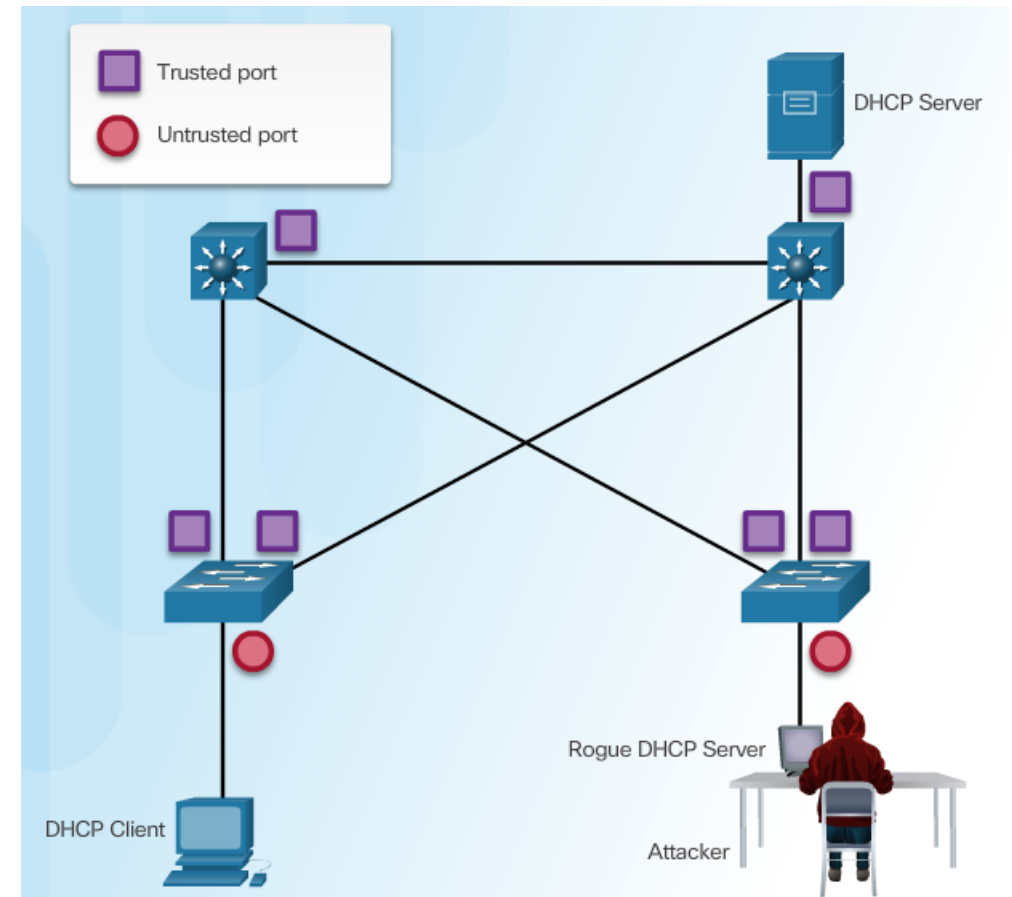 Trusted port
Untrusted port
DHCP Server
Rogue DHCP Server
DHCP Client
Attacker